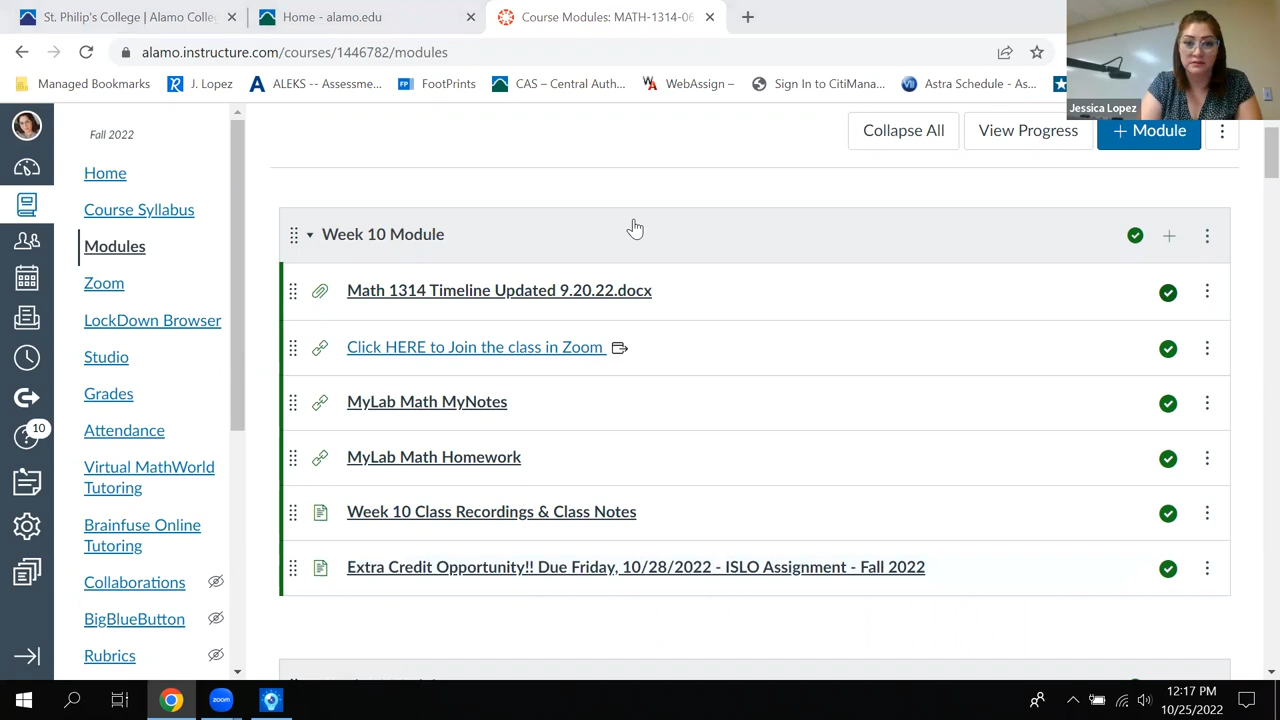 St. Philip's College | Alamo Colle
Home - alamo.edu
Course Modules: MATH-1314-06
alamo.instructure.com/courses/1446782/modules
Managed Bookmarks
J. Lopez
ALEKS -- Assessme...
FootPrints
CAS – Central Auth...
WebAssign –
Sign In to CitiMana...
Astra Schedule - As...
Jessica Lopez
Collapse All
View Progress
+ Module
Fall 2022
Home
Course Syllabus
Modules
Zoom
LockDown Browser
Studio
Grades
Attendance
Virtual MathWorld
Tutoring
Brainfuse Online
Tutoring
Collaborations
BigBlueButton
Rubrics
10
Week 10 Module
Math 1314 Timeline Updated 9.20.22.docx
Click HERE to Join the class in Zoom
MyLab Math MyNotes
MyLab Math Homework
Week 10 Class Recordings & Class Notes
Extra Credit Opportunity!! Due Friday, 10/28/2022 - ISLO Assignment - Fall 2022
zoom
12:17 PM
10/25/2022